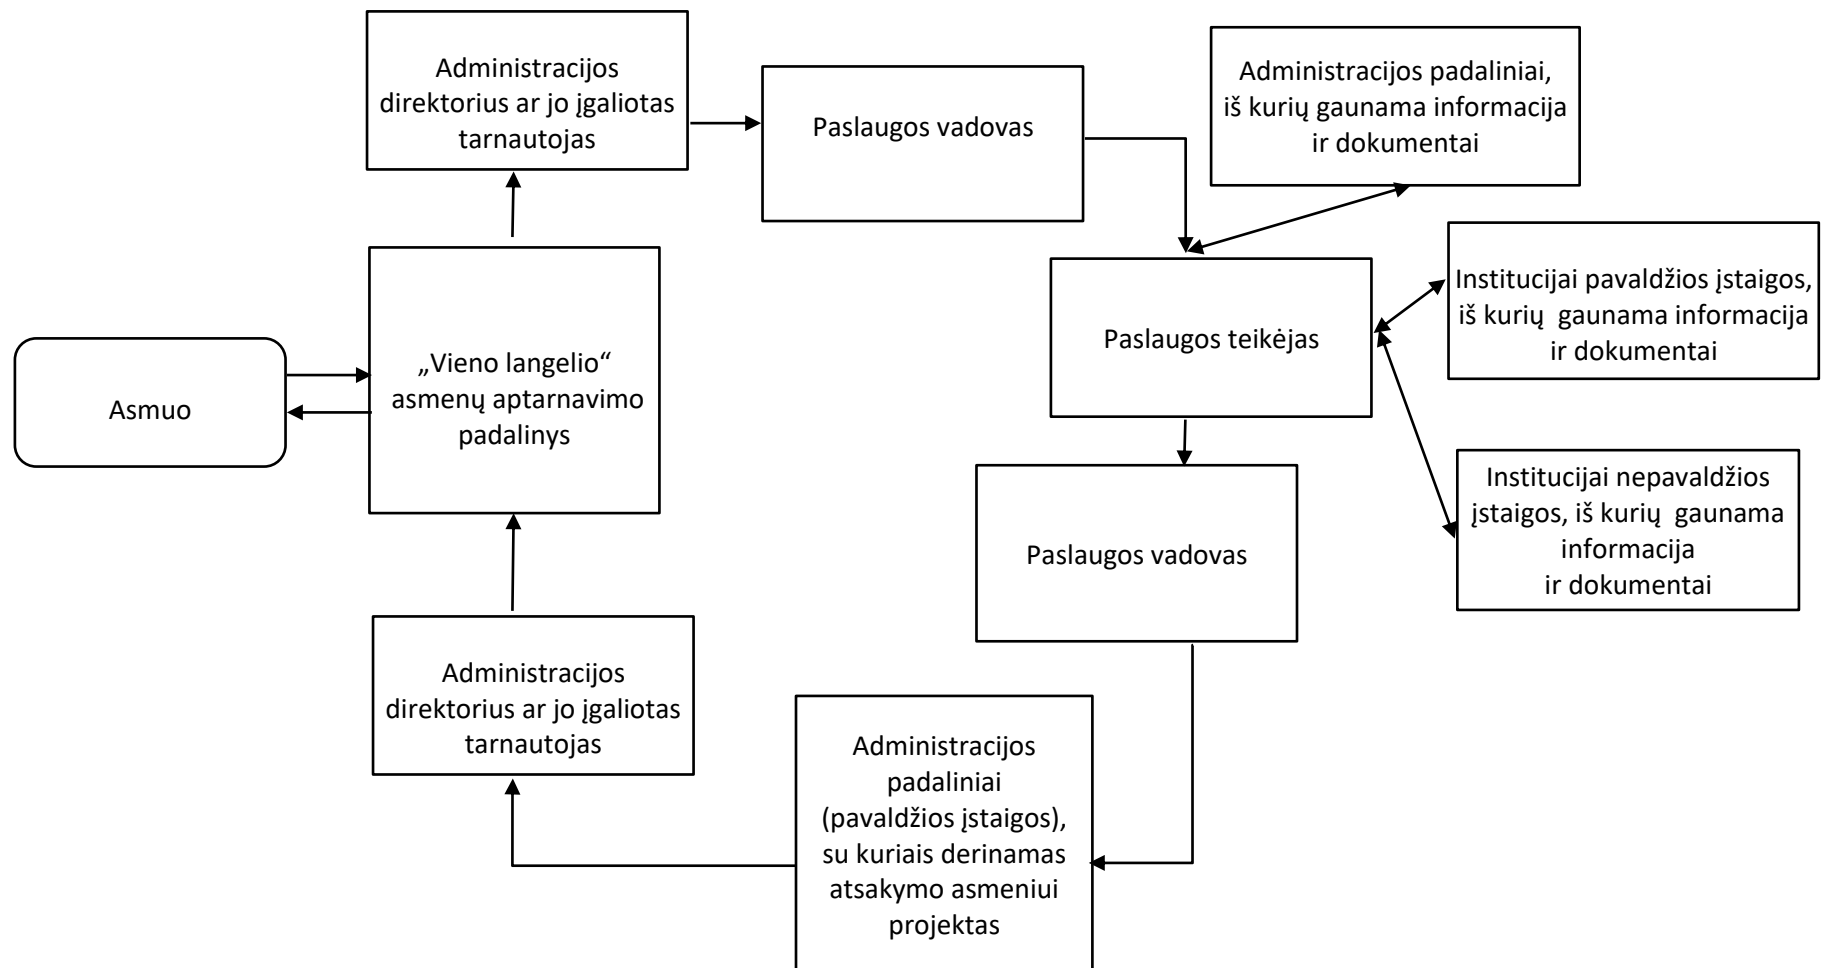 Administracijos
direktorius ar jo įgaliotas
tarnautojas
Paslaugos vadovas
Administracijos padaliniai,
iš kurių gaunama informacija
ir dokumentai
Institucijai pavaldžios įstaigos,
iš kurių gaunama informacija
ir dokumentai
Asmuo
„Vieno langelio“
asmenų aptarnavimo
padalinys
Paslaugos teikėjas
Institucijai nepavaldžios
įstaigos, iš kurių gaunama
informacija
ir dokumentai
Paslaugos vadovas
Administracijos
direktorius ar jo įgaliotas
tarnautojas
Administracijos
padaliniai
(pavaldžios įstaigos),
su kuriais derinamas
atsakymo asmeniui
projektas